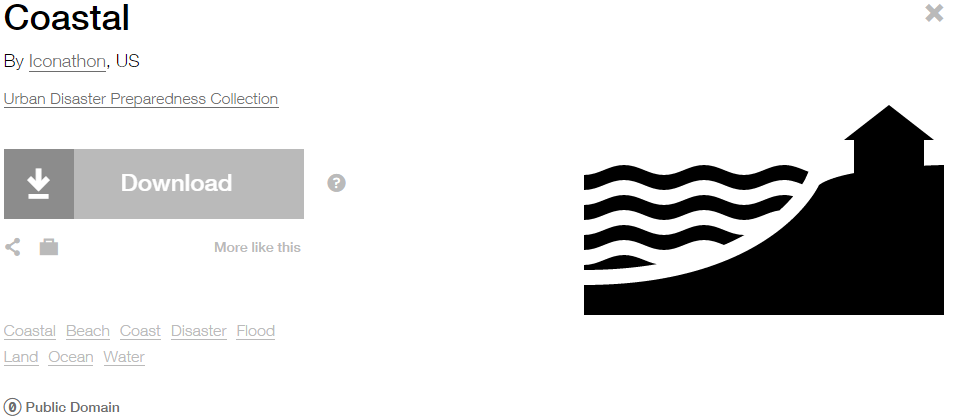 Coastal
By Iconathon, US
Urban Disaster Preparedness Collection
Download
?
More like this
Coastal Beach Coast Disaster Flood
Land Ocean Water
0 Public Domain